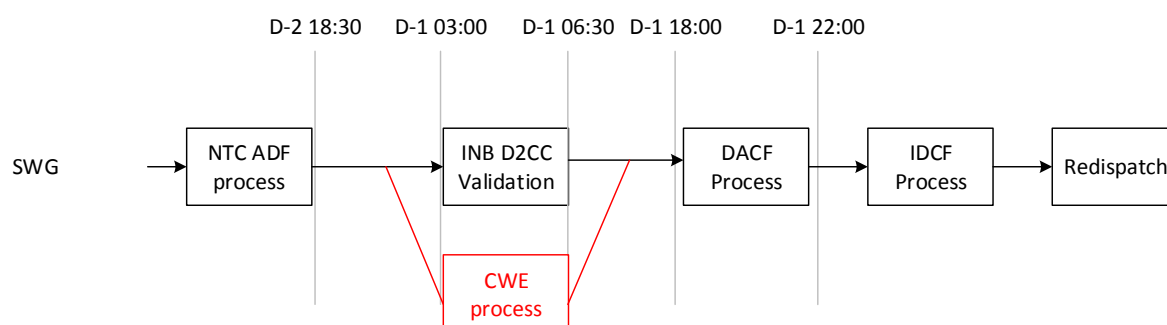 D-2 18:30 D-1 03:00 D-1 06:30 D-1 18:00 D-1 22:00
SWG
NTC ADF
process
INB D2CC
Validation
DACF
Process
IDCF
Process
Redispatch
CWE
process